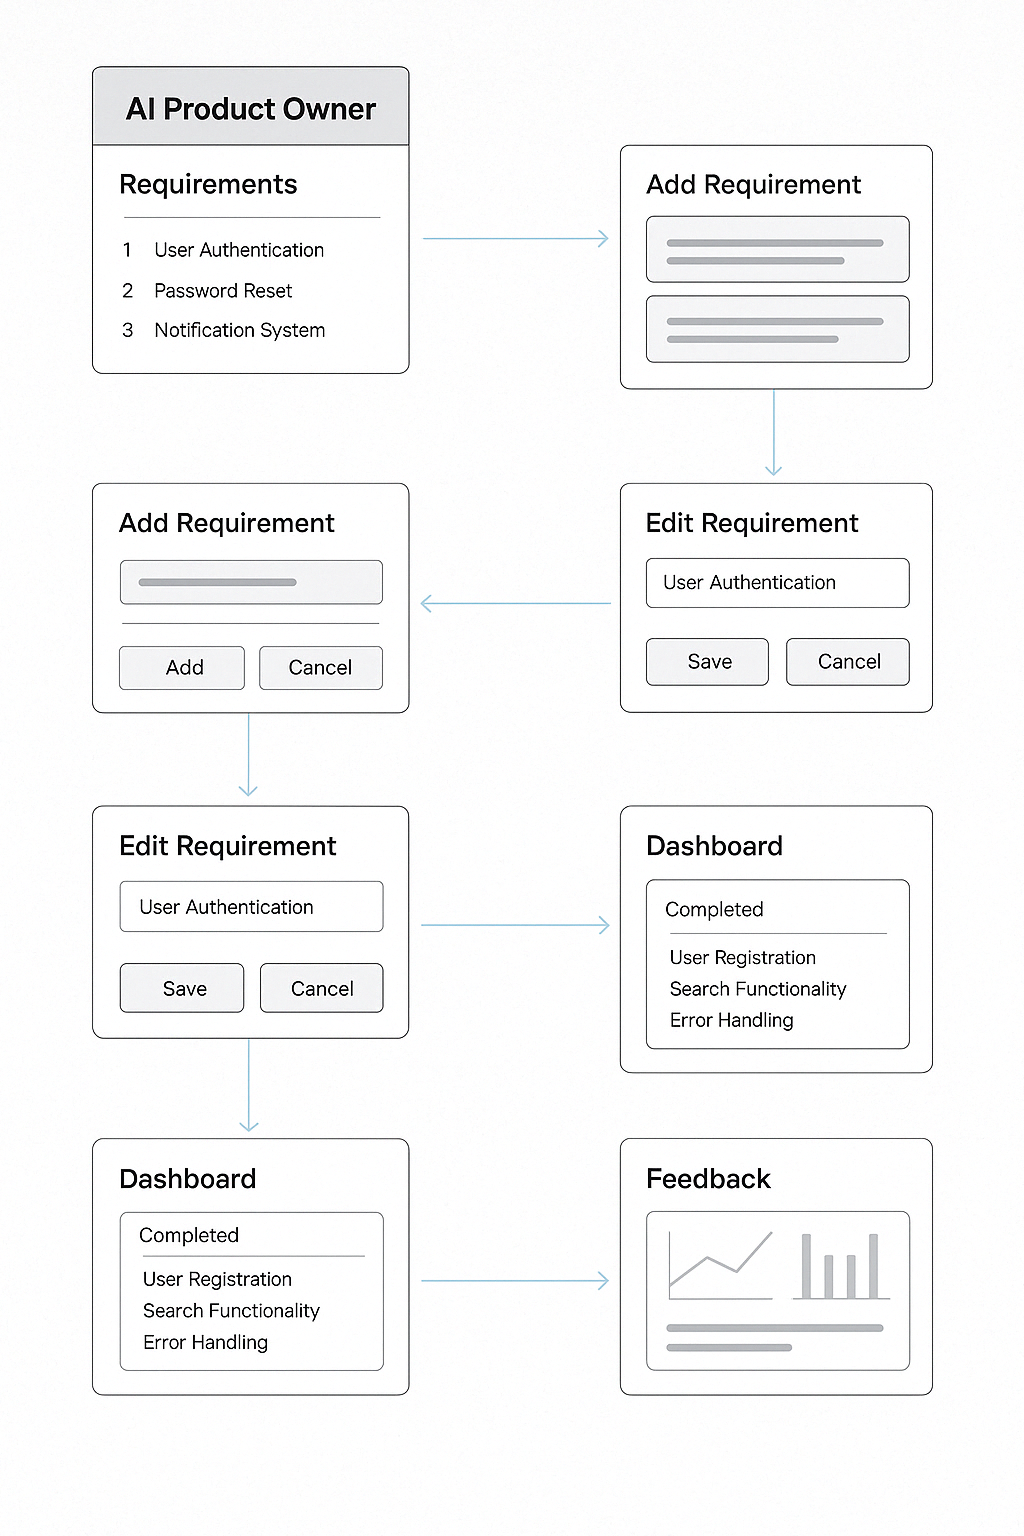 AI Product Owner
Requirements
1 User Authentication
2 Password Reset
3 Notification System
Add Requirement
Add Requirement
Add Cancel
Edit Requirement
User Authentication
Save Cancel
Edit Requirement
User Authentication
Save Cancel
Dashboard
Completed
User Registration
Search Functionality
Error Handling
Dashboard
Completed
User Registration
Search Functionality
Error Handling
Feedback